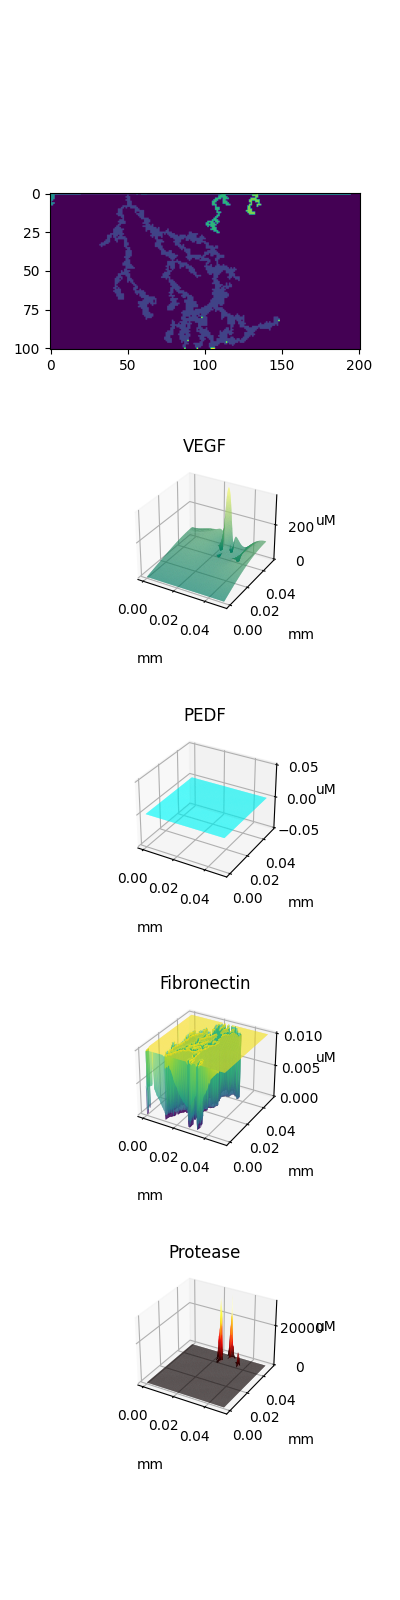 0
25
50
75
100
0 50 100 150 200
VEGF
200 uM
0
0.00 0.02 0.04
0.00 0.02 0.04
mm mm
PEDF
0.05
0.00 uM
−0.05
0.00 0.02 0.04
0.00 0.02 0.04
mm mm
Fibronectin
0.010
0.005 uM
0.000
0.00 0.02 0.04
0.00 0.02 0.04
mm mm
Protease
20000 uM
0
0.00 0.02 0.04
0.00 0.02 0.04
mm mm